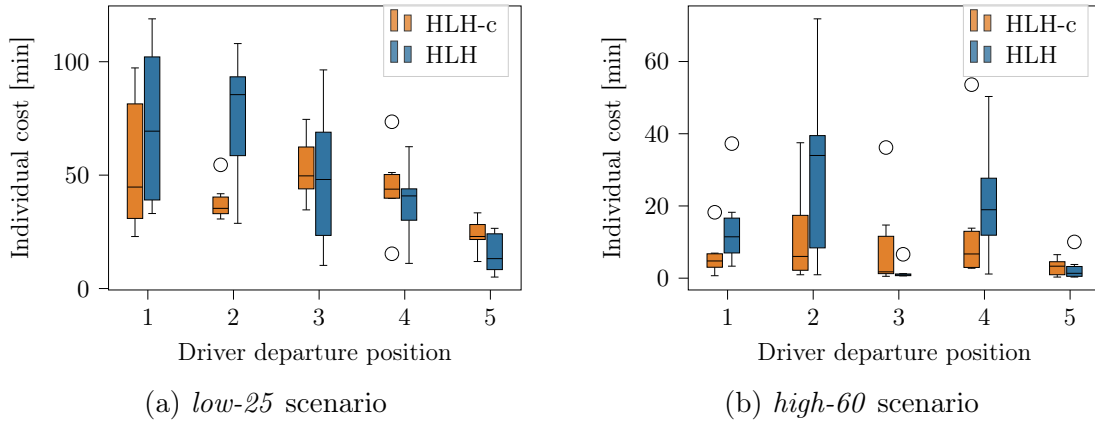 HLH-c
HLH
Individual cost [min]
100
50
0
1 2 3 4 5
Driver departure position
(a) low-25 scenario
HLH-c
HLH
Individual cost [min]
60
40
20
0
1 2 3 4 5
Driver departure position
(b) high-60 scenario